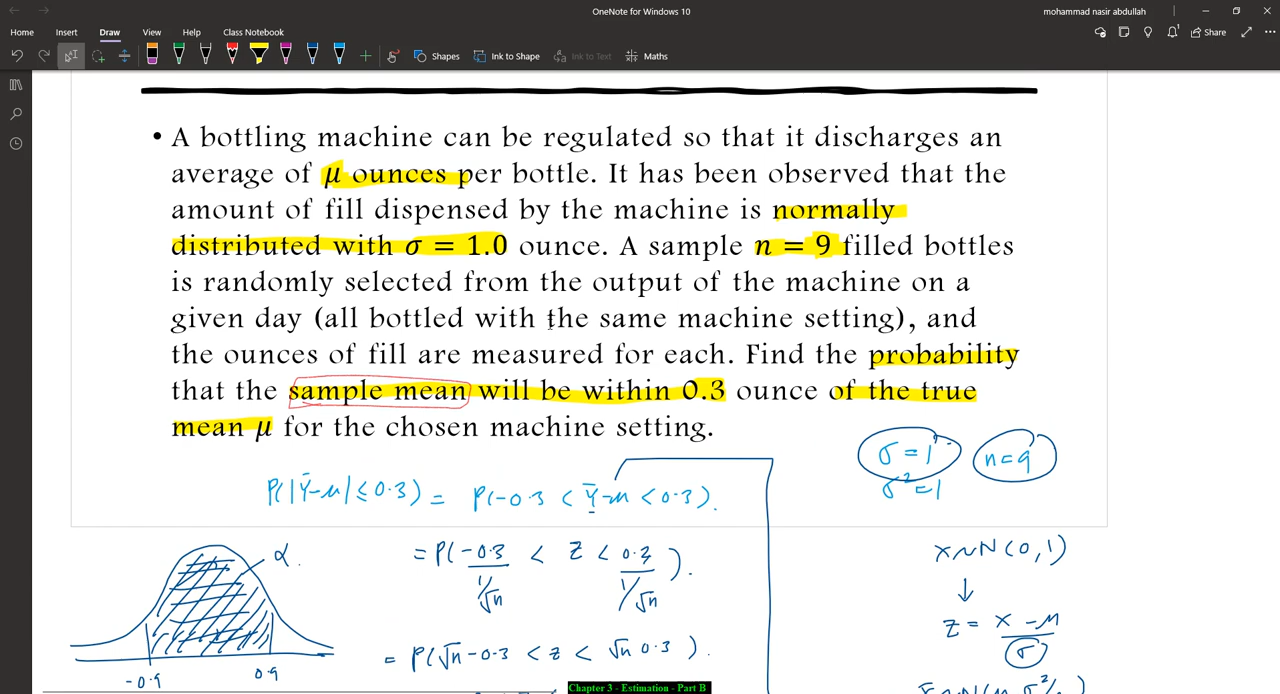 OneNote for Windows 10
mohammad nasir abdullah
Home Insert Draw View Help Class Notebook
Share
Shapes Ink to Shape Ink to Text Maths
• A bottling machine can be regulated so that it discharges an
average of μ ounces per bottle. It has been observed that the
amount of fill dispensed by the machine is normally
distributed with σ = 1.0 ounce. A sample n = 9 filled bottles
is randomly selected from the output of the machine on a
given day (all bottled with the same machine setting), and
the ounces of fill are measured for each. Find the probability
that the sample mean will be within 0.3 ounce of the true
mean μ for the chosen machine setting.
σ = 1 n = 9
σ² = 1
P(|Ȳ-μ| ≤ 0.3) = P(-0.3 < Ȳ-μ < 0.3).
α.
= P(-0.3/(1/√n) < Z < 0.3/(1/√n)).
X~N(0,1)
↓
Z = X - μ / σ
= P(√n -0.3 < z < √n 0.3).
-0.9 0.9
Chapter 3 - Estimation - Part B